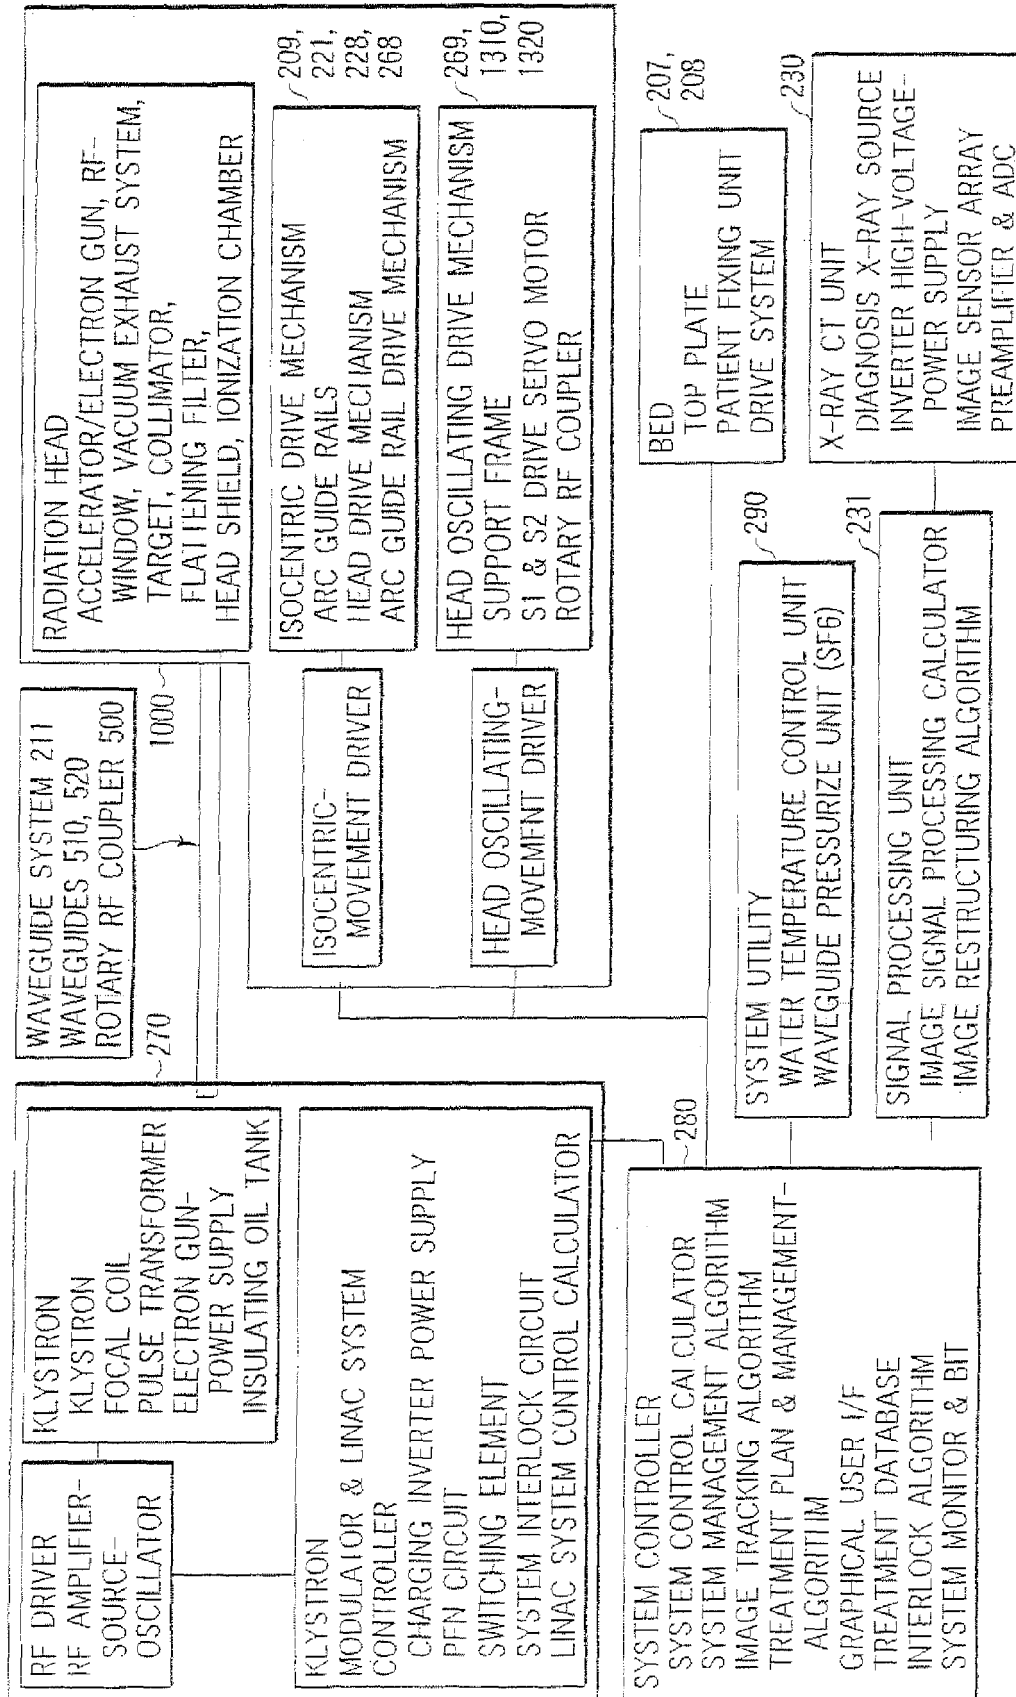 RF DRIVER
RF AMPLIFIER-
SOURCE-
OSCILLATOR
KLYSTRON
KLYSTRON
FOCAL COIL
PULSE TRANSFORMER
ELECTRON GUN-
POWER SUPPLY
INSULATING OIL TANK
KLYSTRON
MODULATOR & LINAC SYSTEM
CONTROLLER
CHARGING INVERTER POWER SUPPLY
PFN CIRCUIT
SWITCHING ELEMENT
SYSTEM INTERLOCK CIRCUIT
LINAC SYSTEM CONTROL CALCULATOR
270
WAVEGUIDE SYSTEM 211
WAVEGUIDES 510, 520
ROTARY RF COUPLER 500
1000
RADIATION HEAD
ACCELERATOR/ELECTRON GUN, RF-
WINDOW, VACUUM EXHAUST SYSTEM,
TARGET, COLLIMATOR,
FLATTENING FILTER,
HEAD SHIELD, IONIZATION CHAMBER
ISOCENTRIC-
MOVEMENT DRIVER
ISOCENTRIC DRIVE MECHANISM
ARC GUIDE RAILS
HEAD DRIVE MECHANISM
ARC GUIDE RAIL DRIVE MECHANISM
209,
221,
228,
268
HEAD OSCILLATING-
MOVEMENT DRIVER
HEAD OSCILLATING DRIVE MECHANISM
SUPPORT FRAME
S1 & S2 DRIVE SERVO MOTOR
ROTARY RF COUPLER
269,
1310,
1320
SYSTEM CONTROLLER
SYSTEM CONTROL CALCULATOR
SYSTEM MANAGEMENT ALGORITHM
IMAGE TRACKING ALGORITHM
TREATMENT PLAN & MANAGEMENT-
ALGORITHM
GRAPHICAL USER I/F
TREATMENT DATABASE
INTERLOCK ALGORITHM
SYSTEM MONITOR & BIT
280
BED
TOP PLATE
PATIENT FIXING UNIT
DRIVE SYSTEM
207,
208
SYSTEM UTILITY
WATER TEMPERATURE CONTROL UNIT
WAVEGUIDE PRESSURIZE UNIT (SF6)
290
SIGNAL PROCESSING UNIT
IMAGE SIGNAL PROCESSING CALCULATOR
IMAGE RESTRUCTURING ALGORITHM
231
X-RAY CT UNIT
DIAGNOSIS X-RAY SOURCE
INVERTER HIGH-VOLTAGE-
POWER SUPPLY
IMAGE SENSOR ARRAY
PREAMPLIFIER & ADC
230